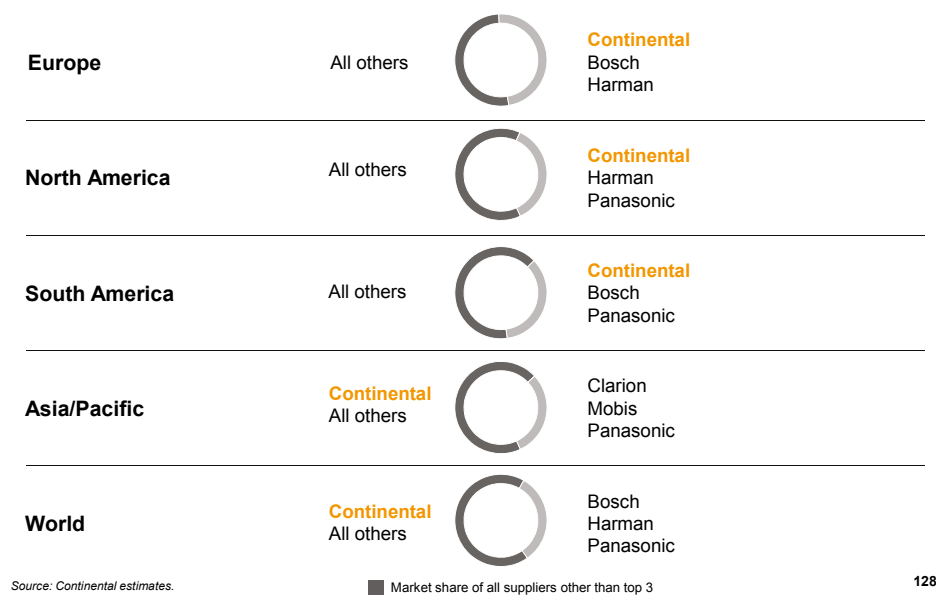 Europe
All others
Continental
Bosch
Harman
North America
All others
Continental
Harman
Panasonic
South America
All others
Continental
Bosch
Panasonic
Asia/Pacific
Continental
All others
Clarion
Mobis
Panasonic
World
Continental
All others
Bosch
Harman
Panasonic
Source: Continental estimates.
Market share of all suppliers other than top 3
128